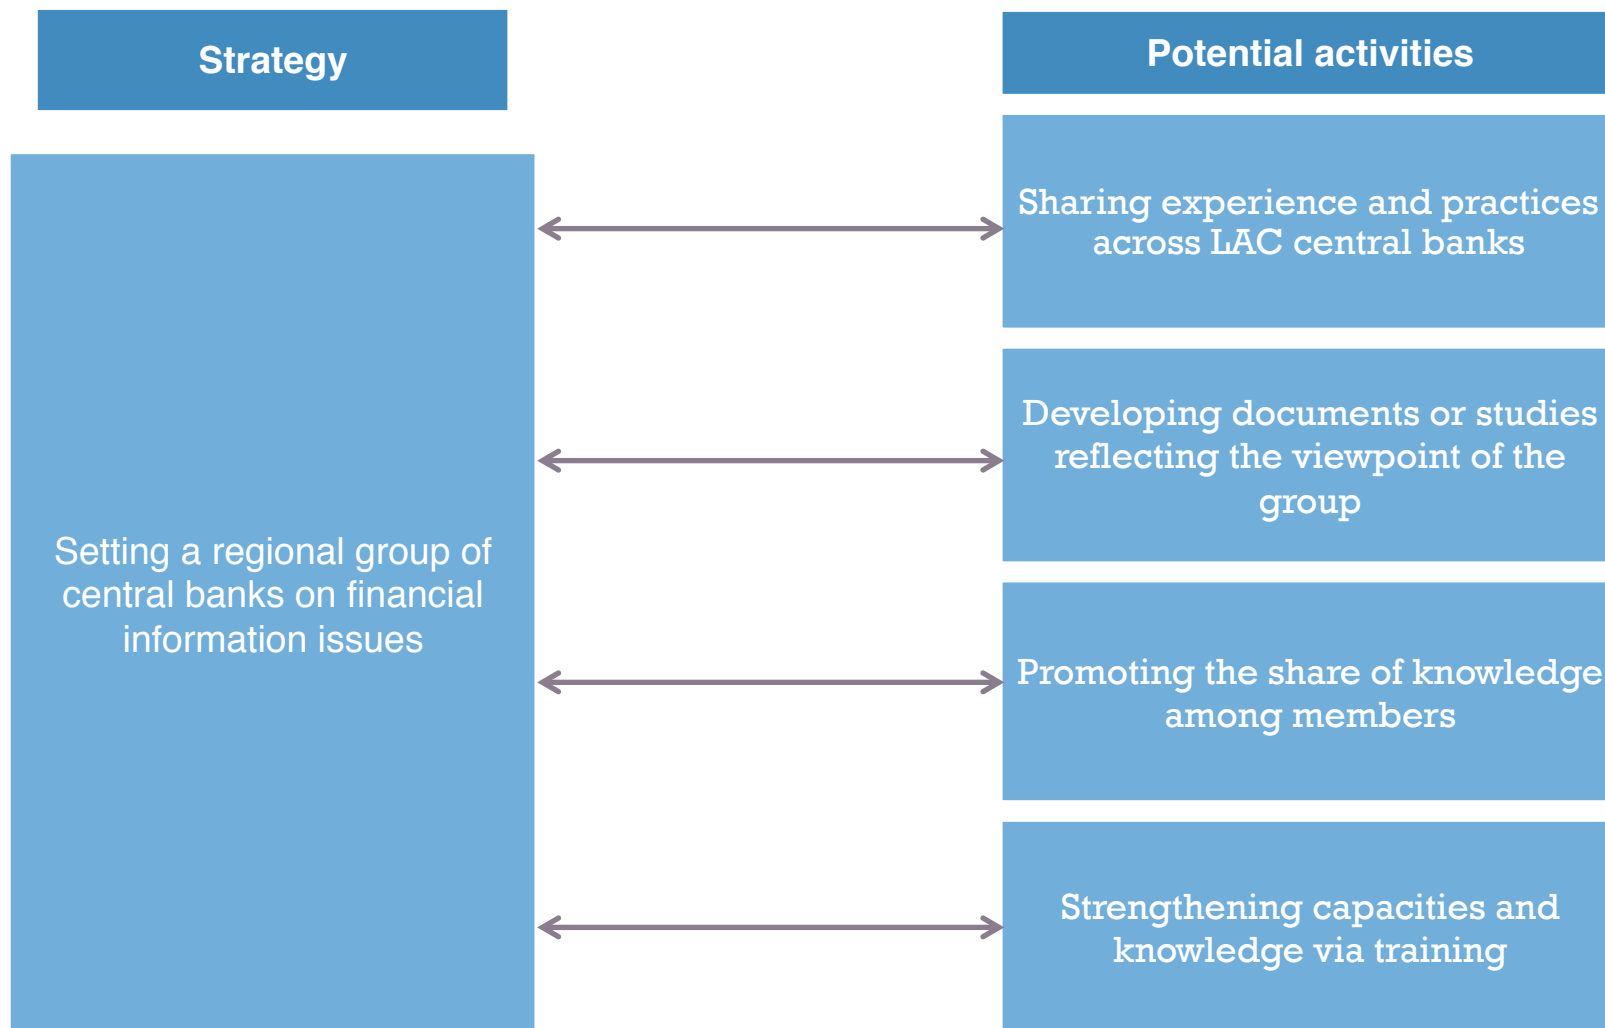 Strategy
Potential activities
Setting a regional group of
central banks on financial
information issues
Sharing experience and practices
across LAC central banks
Developing documents or studies
reflecting the viewpoint of the
group
Promoting the share of knowledge
among members
Strengthening capacities and
knowledge via training